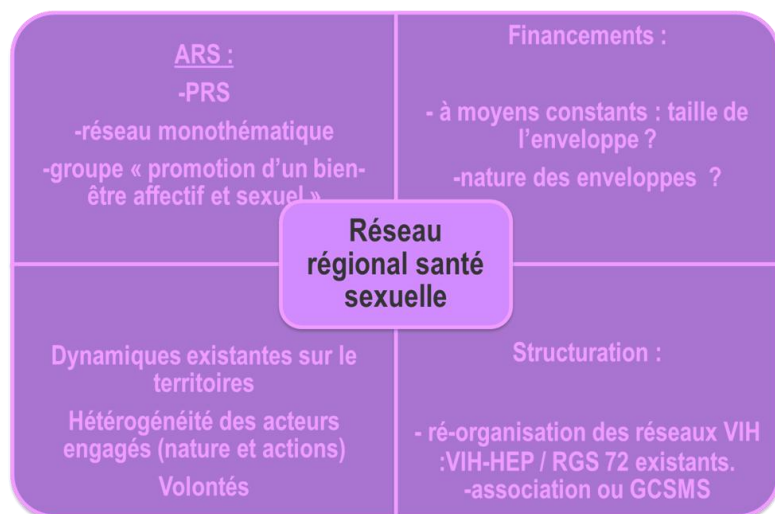 ARS :
-PRS
-réseau monothématique
-groupe « promotion d'un bien-
être affectif et sexuel »
Financements :
- à moyens constants : taille de
l'enveloppe ?
-nature des enveloppes ?
Réseau
régional santé
sexuelle
Dynamiques existantes sur le
territoires
Hétérogénéité des acteurs
engagés (nature et actions)
Volontés
Structuration :
- ré-organisation des réseaux VIH
:VIH-HEP / RGS 72 existants.
-association ou GCSMS